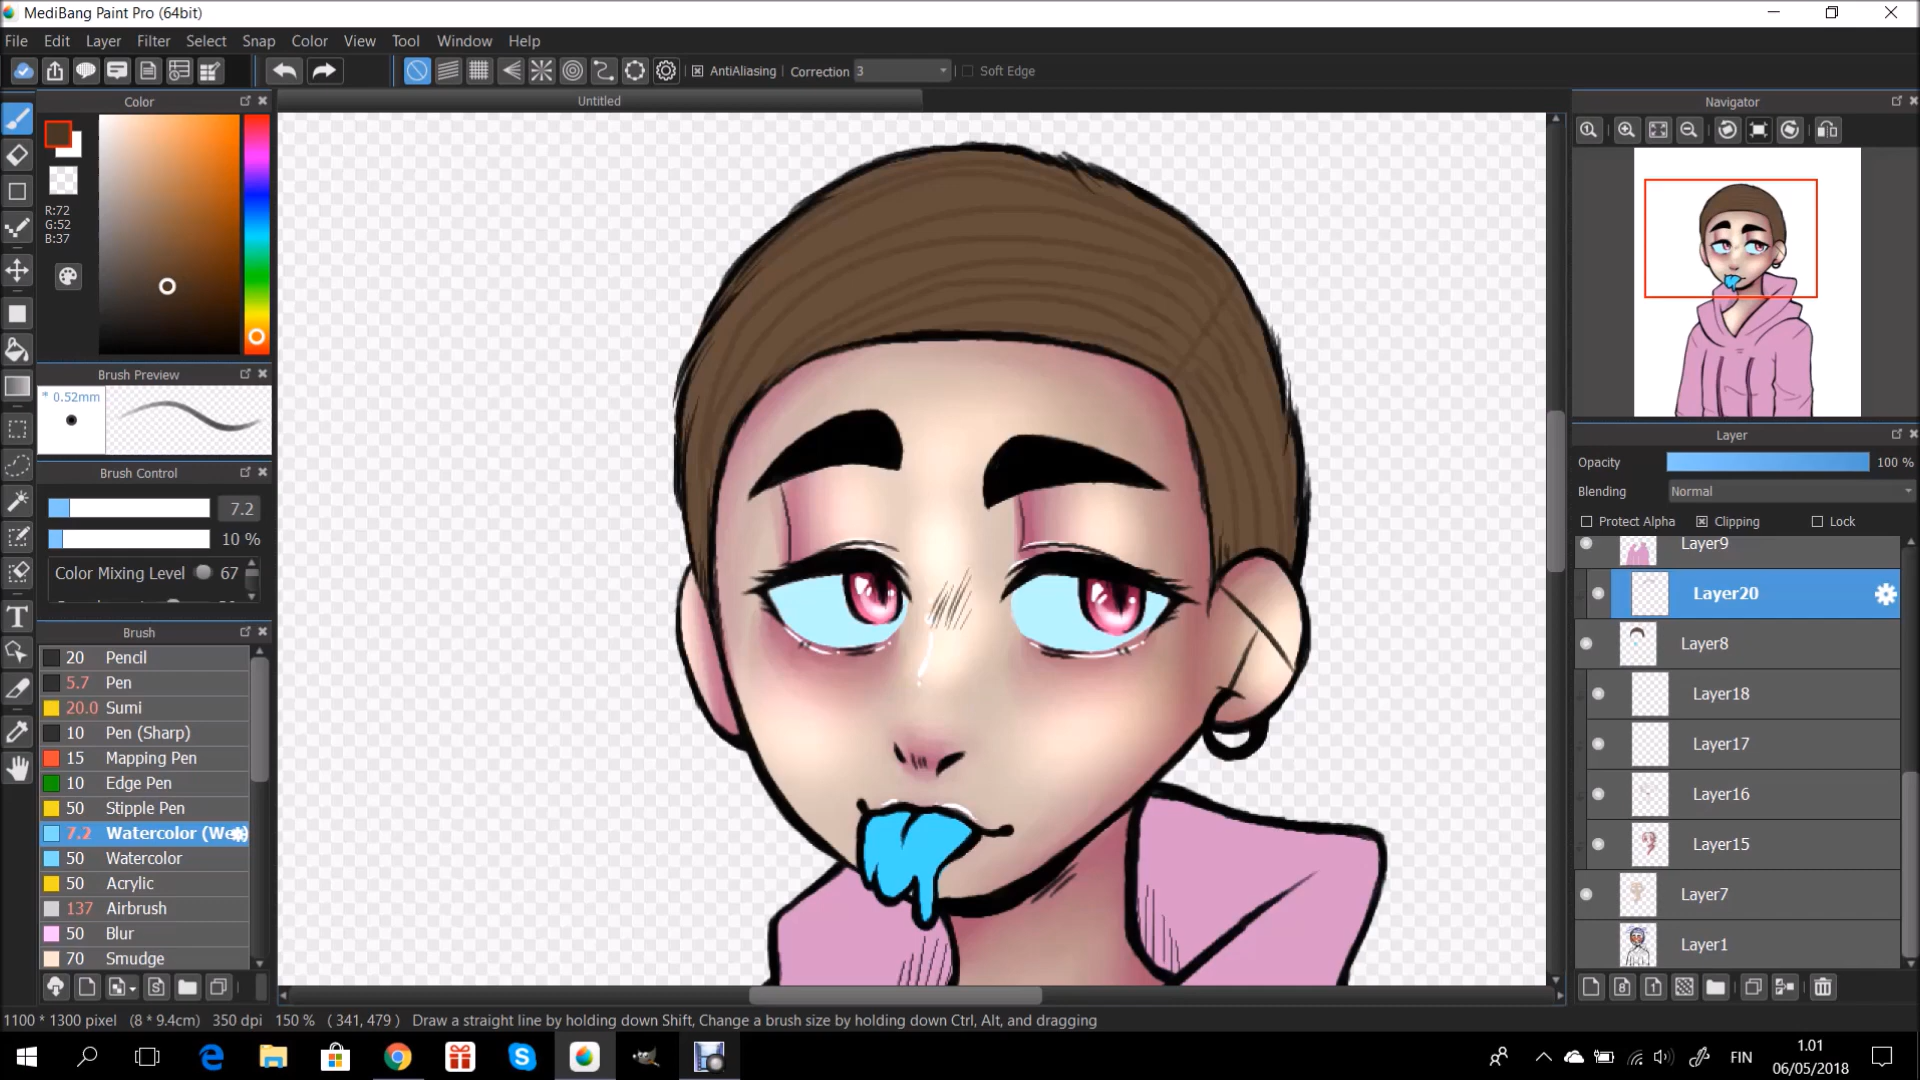 MediBang Paint Pro (64bit)
File Edit Layer Filter Select Snap Color View Tool Window Help
AntiAliasing Correction 3 Soft Edge
Color
Untitled
Navigator
R:72
G:52
B:37
Brush Preview
* 0.52mm
Brush Control
7.2
10 %
Color Mixing Level 67
Brush
20 Pencil
5.7 Pen
20.0 Sumi
10 Pen (Sharp)
15 Mapping Pen
10 Edge Pen
50 Stipple Pen
7.2 Watercolor (Wet)
50 Watercolor
50 Acrylic
137 Airbrush
50 Blur
70 Smudge
Layer
Opacity 100 %
Blending Normal
Protect Alpha Clipping Lock
Layer9
Layer20
Layer8
Layer18
Layer17
Layer16
Layer15
Layer7
Layer1
1100 * 1300 pixel (8 * 9.4cm) 350 dpi 150 % ( 341, 479 ) Draw a straight line by holding down Shift, Change a brush size by holding down Ctrl, Alt, and dragging
FIN
1.01
06/05/2018